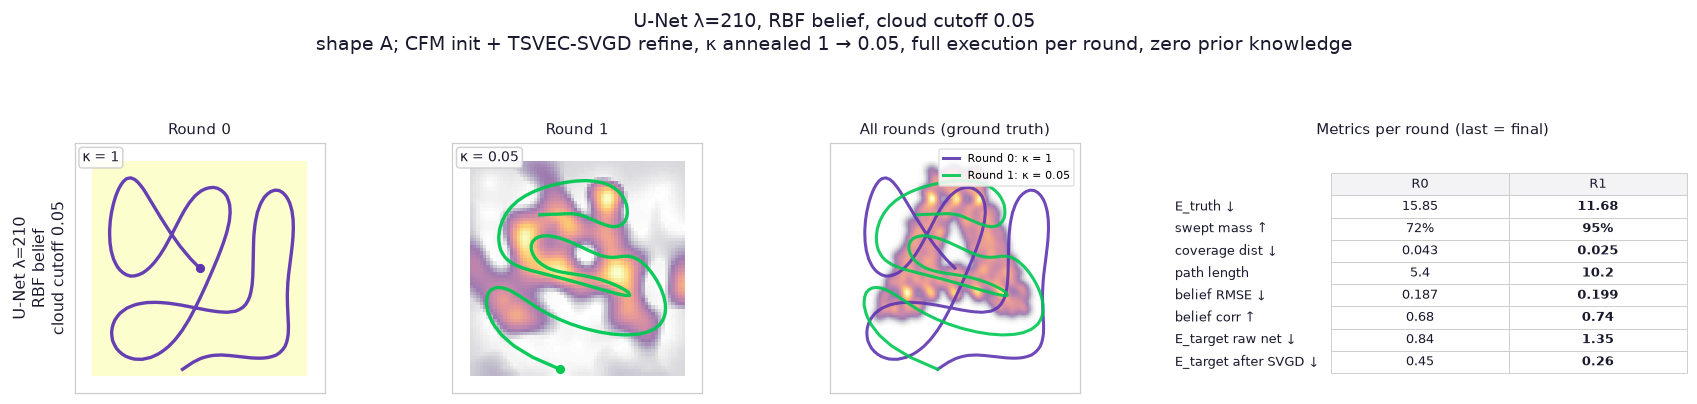 U-Net λ=210, RBF belief, cloud cutoff 0.05
shape A; CFM init + TSVEC-SVGD refine, κ annealed 1 → 0.05, full execution per round, zero prior knowledge
U-Net λ=210
RBF belief
cloud cutoff 0.05
Round 0
κ = 1
Round 1
κ = 0.05
All rounds (ground truth)
Round 0: κ = 1
Round 1: κ = 0.05
Metrics per round (last = final)
R0 R1
E_truth ↓ 15.85 11.68
swept mass ↑ 72% 95%
coverage dist ↓ 0.043 0.025
path length 5.4 10.2
belief RMSE ↓ 0.187 0.199
belief corr ↑ 0.68 0.74
E_target raw net ↓ 0.84 1.35
E_target after SVGD ↓ 0.45 0.26